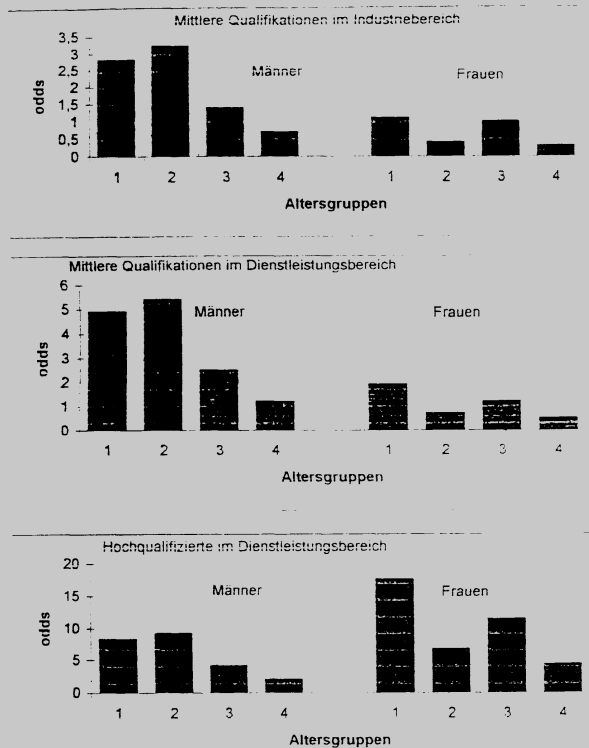 Mittlere Qualifikationen im Industriebereich
3,5
3
2,5
2
1,5
1
0,5
0
odds
Männer
Frauen
1 2 3 4 1 2 3 4
Altersgruppen
Mittlere Qualifikationen im Dienstleistungsbereich
6
5
4
3
2
1
0
odds
Männer
Frauen
1 2 3 4 1 2 3 4
Altersgruppen
Hochqualifizierte im Dienstleistungsbereich
20
15
10
5
0
odds
Männer
Frauen
1 2 3 4 1 2 3 4
Altersgruppen